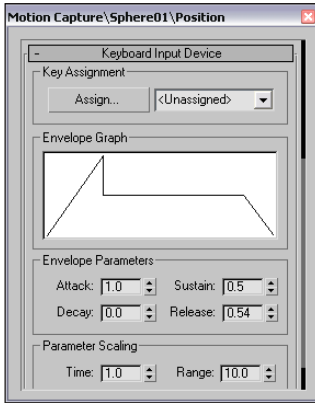 Motion Capture\Sphere01\Position
- Keyboard Input Device
Key Assignment
Assign... <Unassigned>
Envelope Graph
Envelope Parameters
Attack: 1.0 Sustain: 0.5
Decay: 0.0 Release: 0.54
Parameter Scaling
Time: 1.0 Range: 10.0